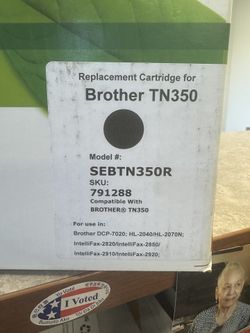 Replacement Cartridge for
Brother TN350
Model #:
SEBTN350R
SKU:
791288
Compatible With
BROTHER® TN350
For use in:
Brother DCP-7020; HL-2040/HL-2070N;
IntelliFax-2820/IntelliFax-2850/
IntelliFax-2910/IntelliFax-2920;
I Voted